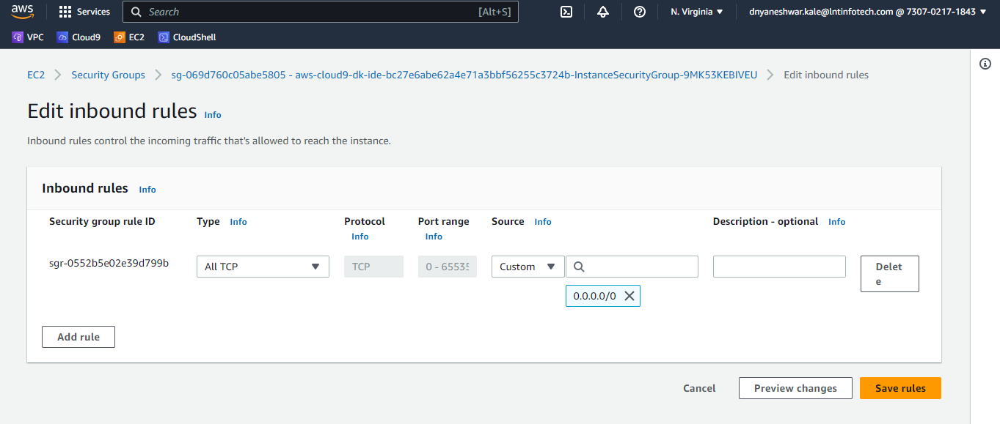 aws
Services
Search [Alt+S]
N. Virginia
dnyaneshwar.kale@lntinfotech.com @ 7307-0217-1843
VPC
Cloud9
EC2
CloudShell
EC2
Security Groups
sg-069d760c05abe5805 - aws-cloud9-dk-ide-bc27e6abe62a4e71a3bbf56255c3724b-InstanceSecurityGroup-9MK53KEBIVEU
Edit inbound rules
Edit inbound rules Info
Inbound rules control the incoming traffic that's allowed to reach the instance.
Inbound rules Info
Security group rule ID
Type Info
Protocol
Info
Port range
Info
Source Info
Description - optional Info
sgr-0552b5e02e39d799b
All TCP
TCP
0 - 65535
Custom
0.0.0.0/0
Delet
e
Add rule
Cancel
Preview changes
Save rules